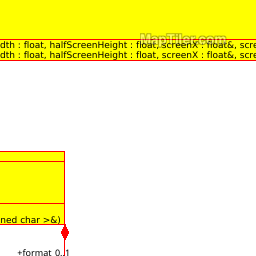 dth : float, halfScreenHeight : float, screenX : float&, scre
dth : float, halfScreenHeight : float, screenX : float&, scre
MapTiler.com
ned char >&)
+format 0..1